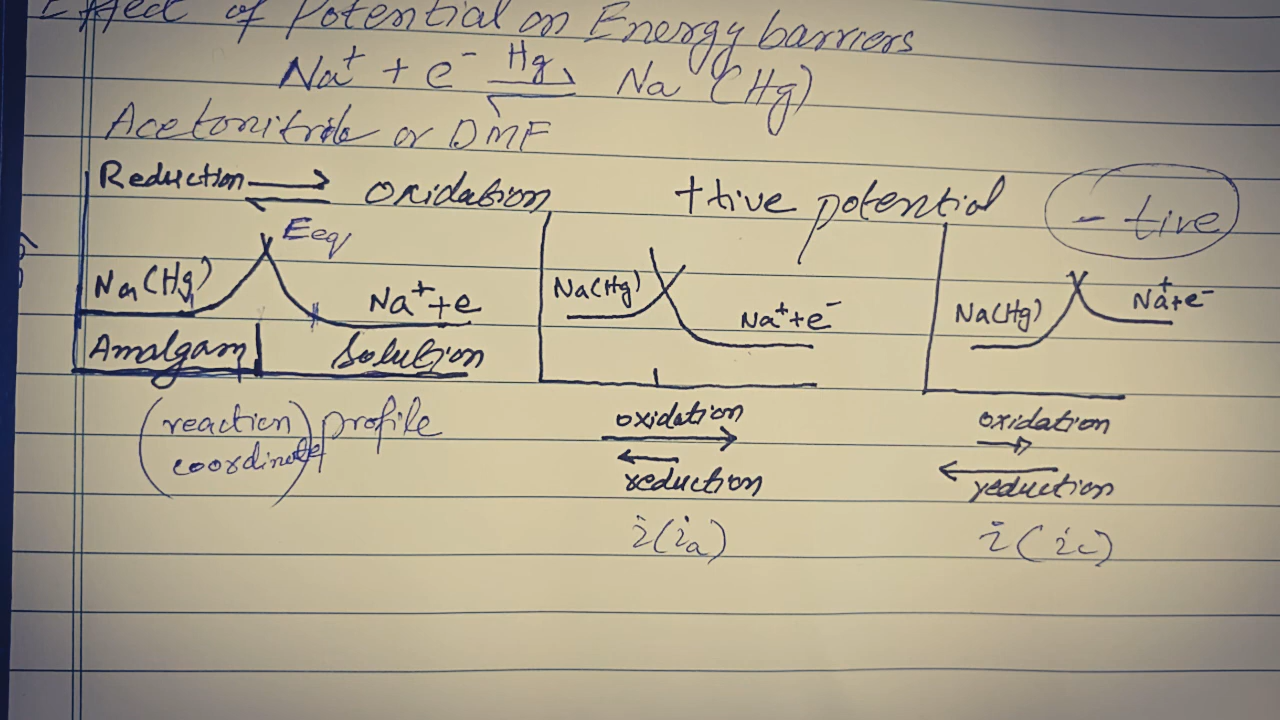 Effect of Potential on Energy barriers
Na⁺ + e⁻ Hg ⇌ Na (Hg)
Acetonitrile or DMF
Reduction → oxidation
+tive potential
- tive
Eeq
Na(Hg)
Na⁺+e
Amalgam
Solution
(reaction coordinate) profile
Na(Hg)
Na⁺+e⁻
oxidation
reduction
i(ia)
Na(Hg)
Na⁺+e⁻
oxidation
reduction
i(ic)